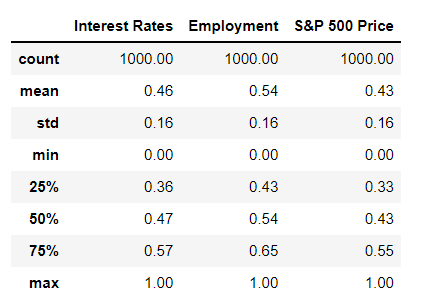 Interest Rates Employment S&P 500 Price
count 1000.00 1000.00 1000.00
mean 0.46 0.54 0.43
std 0.16 0.16 0.16
min 0.00 0.00 0.00
25% 0.36 0.43 0.33
50% 0.47 0.54 0.43
75% 0.57 0.65 0.55
max 1.00 1.00 1.00